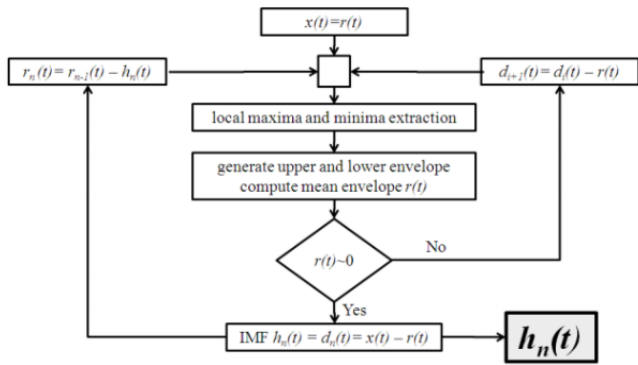 x(t)=r(t)
rₙ(t) = rₙ₋₁(t) – hₙ(t)
dᵢ₊₁(t) = dᵢ(t) – r(t)
local maxima and minima extraction
generate upper and lower envelope
compute mean envelope r(t)
r(t)~0
No
Yes
IMF hₙ(t) = dₙ(t) = x(t) – r(t)
hₙ(t)